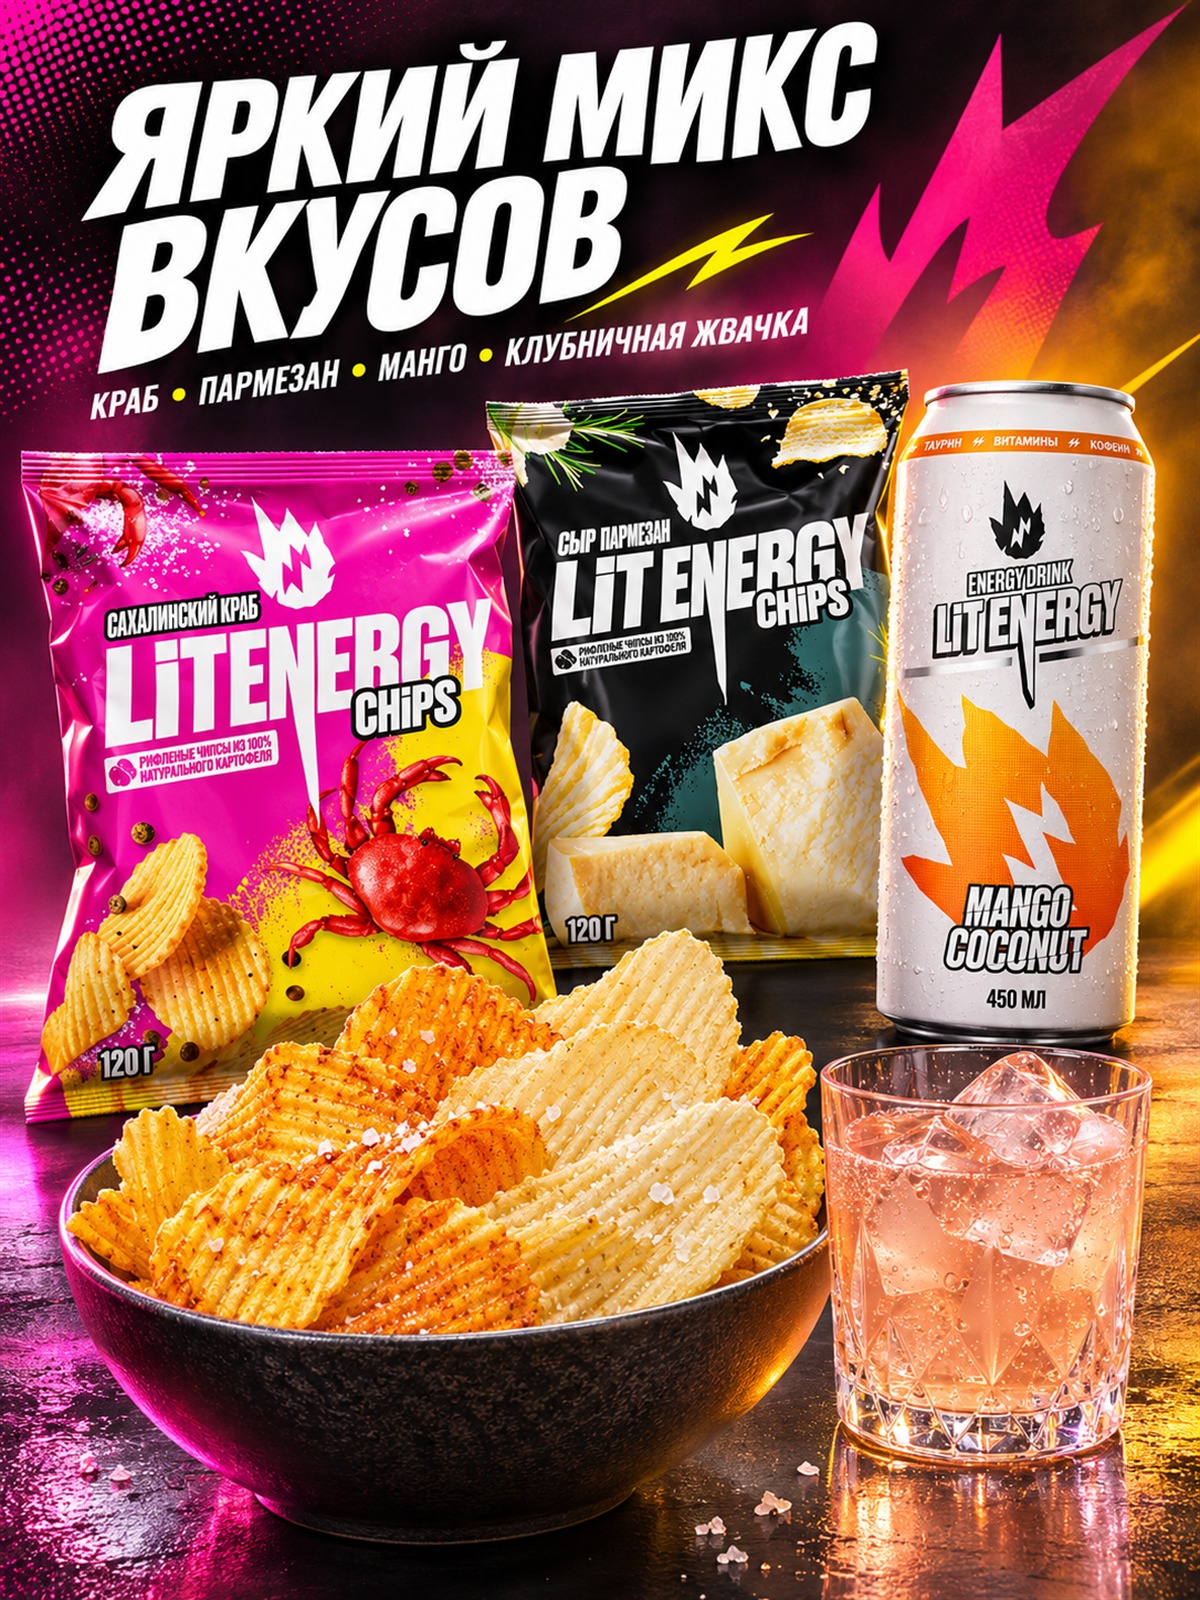 ЯРКИЙ МИКС
ВКУСОВ
КРАБ • ПАРМЕЗАН • МАНГО • КЛУБНИЧНАЯ ЖВАЧКА
САХАЛИНСКИЙ КРАБ
LiTENERGY
CHiPS
РИФЛЕНЫЕ ЧИПСЫ ИЗ 100%
НАТУРАЛЬНОГО КАРТОФЕЛЯ
120 Г
СЫР ПАРМЕЗАН
LiT ENERGY
CHiPS
РИФЛЕНЫЕ ЧИПСЫ ИЗ 100%
НАТУРАЛЬНОГО КАРТОФЕЛЯ
120 Г
ТАУРИН ВИТАМИНЫ КОФЕИН
ENERGY DRINK
LiTENERGY
MANGO
COCONUT
450 МЛ